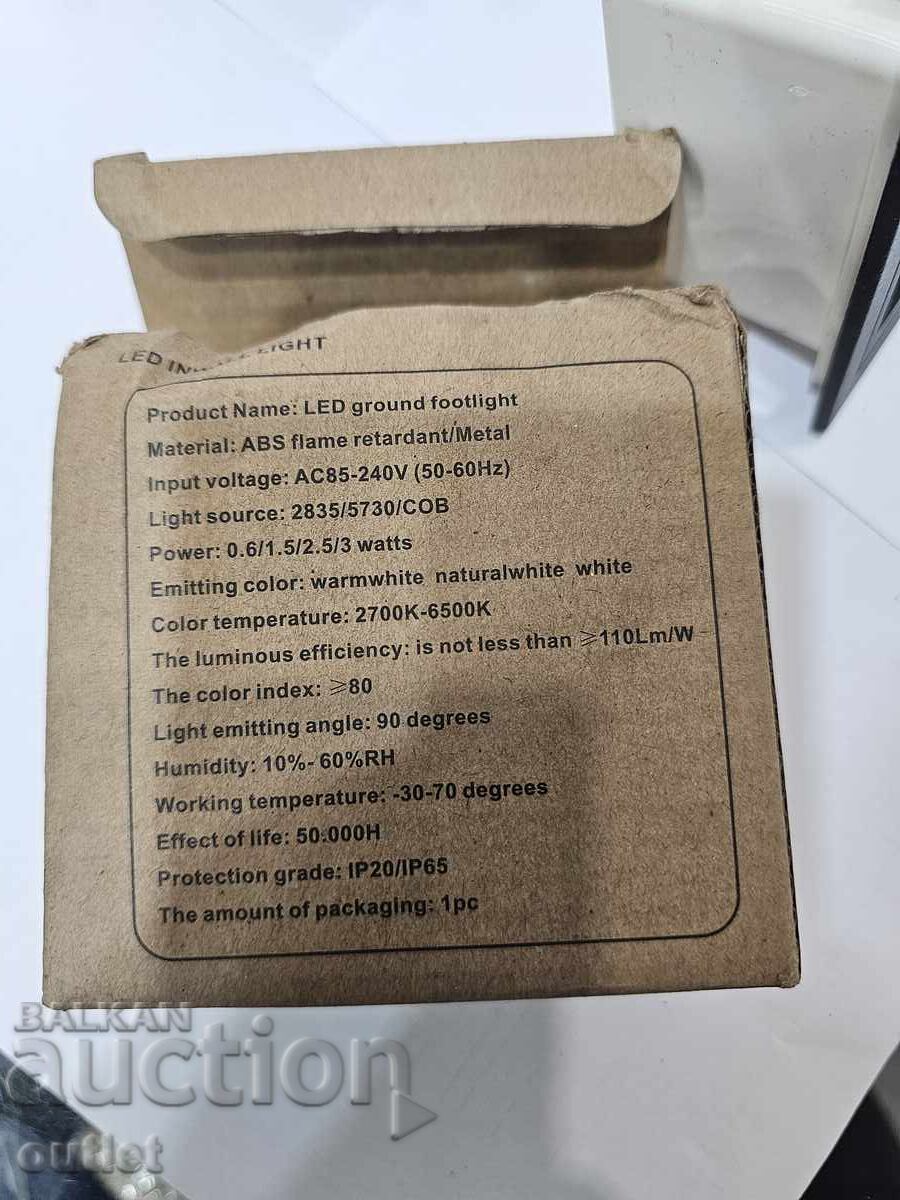 LED LIGHT
Product Name: LED ground footlight
Material: ABS flame retardant/Metal
Input voltage: AC85-240V (50-60Hz)
Light source: 2835/5730/COB
Power: 0.6/1.5/2.5/3 watts
Emitting color: warmwhite naturalwhite white
Color temperature: 2700K-6500K
The luminous efficiency: is not less than ≥110Lm/W
The color index: ≥80
Light emitting angle: 90 degrees
Humidity: 10%- 60%RH
Working temperature: -30-70 degrees
Effect of life: 50.000H
Protection grade: IP20/IP65
The amount of packaging: 1pc
BALKAN
auction
outlet